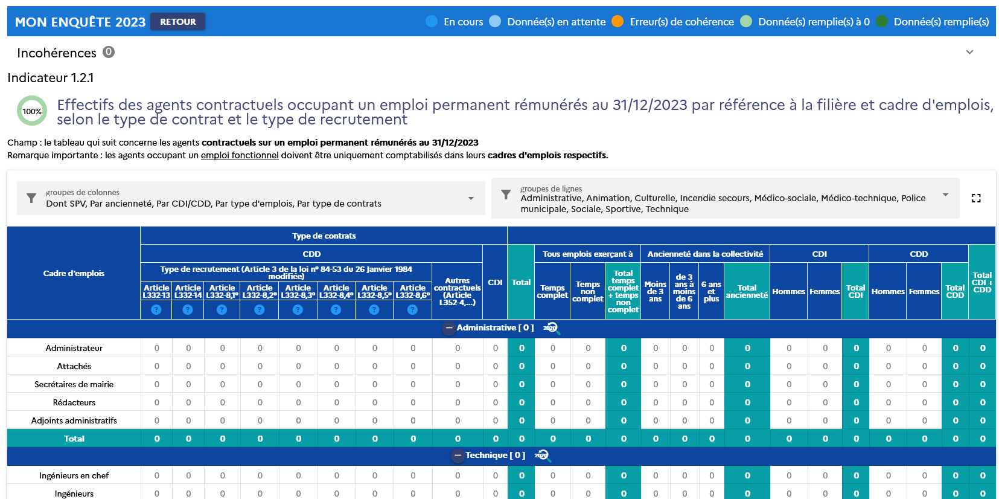 MON ENQUÊTE 2023 RETOUR En cours Donnée(s) en attente Erreur(s) de cohérence Donnée(s) remplie(s) à 0 Donnée(s) remplie(s)
Incohérences 0
Indicateur 1.2.1
100%
Effectifs des agents contractuels occupant un emploi permanent rémunérés au 31/12/2023 par référence à la filière et cadre d'emplois,
selon le type de contrat et le type de recrutement
Champ : le tableau qui suit concerne les agents contractuels sur un emploi permanent rémunérés au 31/12/2023
Remarque importante : les agents occupant un emploi fonctionnel doivent être uniquement comptabilisés dans leurs cadres d'emplois respectifs.
groupes de colonnes
Dont SPV, Par ancienneté, Par CDI/CDD, Par type d'emplois, Par type de contrats
groupes de lignes
Administrative, Animation, Culturelle, Incendie secours, Médico-sociale, Médico-technique, Police
municipale, Sociale, Sportive, Technique
Cadre d'emplois
Type de contrats
CDD
Type de recrutement (Article 3 de la loi n° 84-53 du 26 Janvier 1984
modifiée)
Article
L332-13
?
Article
L332-14
?
Article
L332-8,1°
?
Article
L332-8,2°
?
Article
L332-8,3°
?
Article
L332-8,4°
?
Article
L332-8,5°
?
Article
L332-8,6°
?
Autres
contractuels
(Article
L352-4,...)
CDI
Total
Tous emplois exerçant à
Temps
complet
Temps
non
complet
Total
temps
complet
+ temps
non
complet
Ancienneté dans la collectivité
Moins
de 3
ans
de 3
ans à
moins
de 6
ans
6 ans
et
plus
Total
ancienneté
CDI
Hommes
Femmes
Total
CDI
CDD
Hommes
Femmes
Total
CDD
Total
CDI +
CDD
Administrative [ 0 ] 2020
Administrateur 0 0 0 0 0 0 0 0 0 0 0 0 0 0 0 0 0 0 0 0 0 0 0 0 0
Attachés 0 0 0 0 0 0 0 0 0 0 0 0 0 0 0 0 0 0 0 0 0 0 0 0 0
Secrétaires de mairie 0 0 0 0 0 0 0 0 0 0 0 0 0 0 0 0 0 0 0 0 0 0 0 0 0
Rédacteurs 0 0 0 0 0 0 0 0 0 0 0 0 0 0 0 0 0 0 0 0 0 0 0 0 0
Adjoints administratifs 0 0 0 0 0 0 0 0 0 0 0 0 0 0 0 0 0 0 0 0 0 0 0 0 0
Total 0 0 0 0 0 0 0 0 0 0 0 0 0 0 0 0 0 0 0 0 0 0 0 0 0
Technique [ 0 ] 2020
Ingénieurs en chef 0 0 0 0 0 0 0 0 0 0 0 0 0 0 0 0 0 0 0 0 0 0 0 0 0
Ingénieurs 0 0 0 0 0 0 0 0 0 0 0 0 0 0 0 0 0 0 0 0 0 0 0 0 0